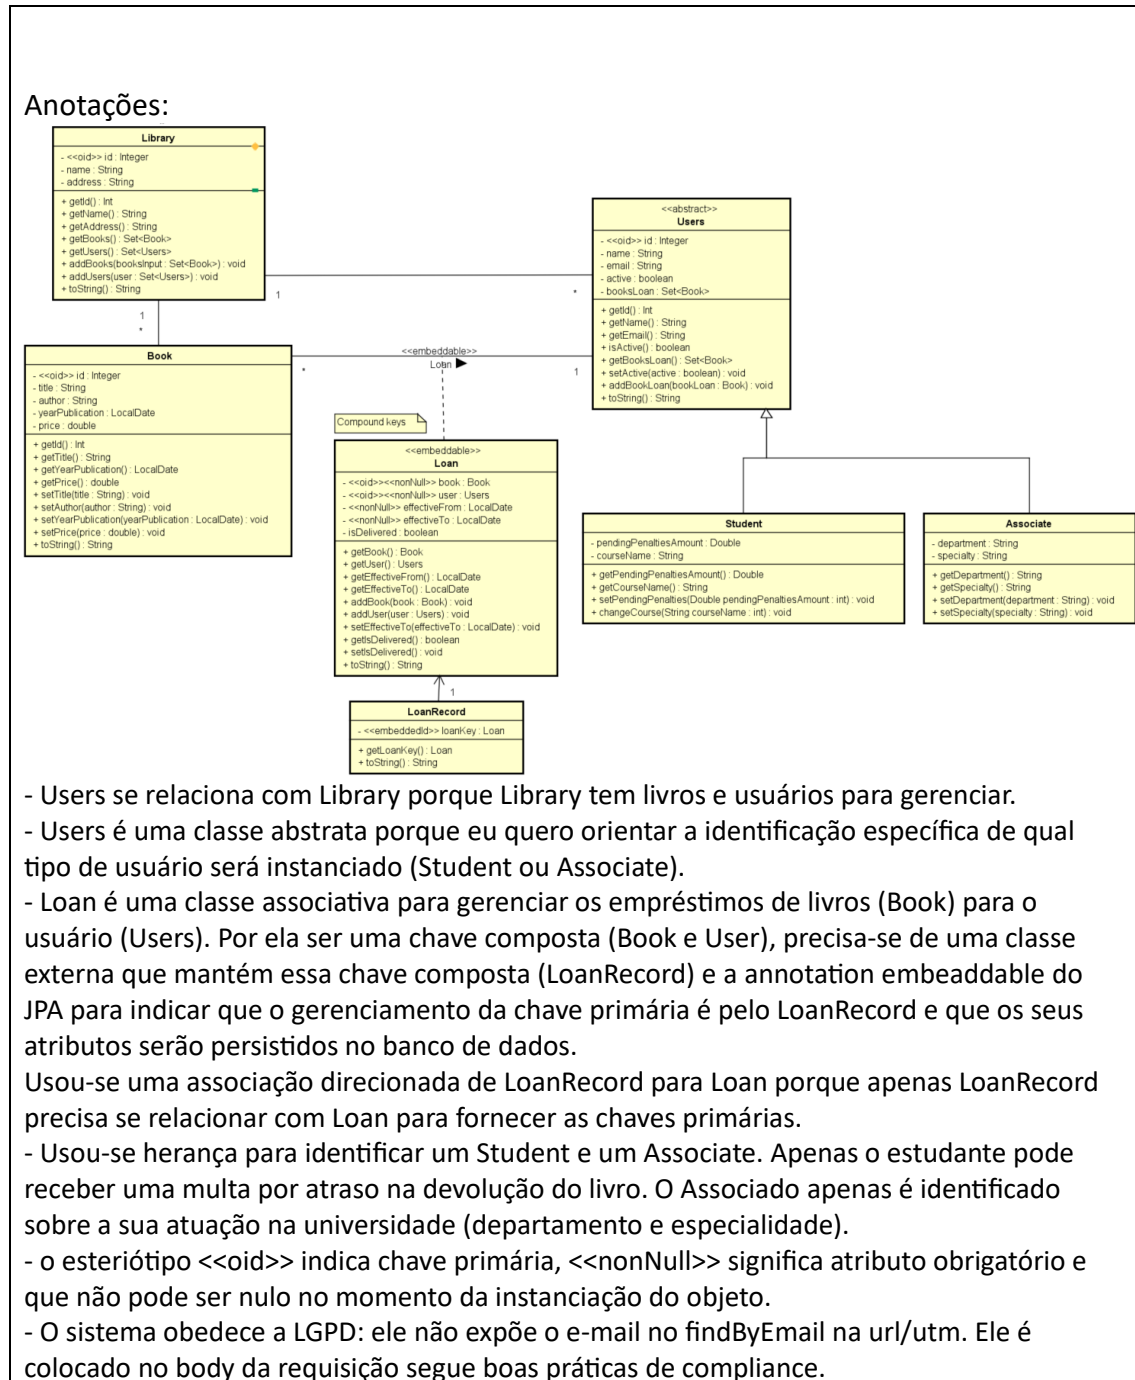 Anotações:
Library
- <<oid>> id : Integer
- name : String
- address : String
+ getId() : Int
+ getName() : String
+ getAddress() : String
+ getBooks() : Set<Book>
+ getUsers() : Set<Users>
+ addBooks(booksInput : Set<Book>) : void
+ addUsers(user : Set<Users>) : void
+ toString() : String
<<abstract>>
Users
- <<oid>> id : Integer
- name : String
- email : String
- active : boolean
- booksLoan : Set<Book>
+ getId() : Int
+ getName() : String
+ getEmail() : String
+ isActive() : boolean
+ getBooksLoan() : Set<Book>
+ setActive(active : boolean) : void
+ addBookLoan(bookLoan : Book) : void
+ toString() : String
1
*
1
*
Book
- <<oid>> id : Integer
- title : String
- author : String
- yearPublication : LocalDate
- price : double
+ getId() : Int
+ getTitle() : String
+ getYearPublication() : LocalDate
+ getPrice() : double
+ setTitle(title : String) : void
+ setAuthor(author : String) : void
+ setYearPublication(yearPublication : LocalDate) : void
+ setPrice(price : double) : void
+ toString() : String
*
<<embeddable>>
Loan
1
Compound keys
<<embeddable>>
Loan
- <<oid>><<nonNull>> book : Book
- <<oid>><<nonNull>> user : Users
- <<nonNull>> effectiveFrom : LocalDate
- <<nonNull>> effectiveTo : LocalDate
- isDelivered : boolean
+ getBook() : Book
+ getUser() : Users
+ getEffectiveFrom() : LocalDate
+ getEffectiveTo() : LocalDate
+ addBook(book : Book) : void
+ addUser(user : Users) : void
+ setEffectiveTo(effectiveTo : LocalDate) : void
+ getIsDelivered() : boolean
+ setIsDelivered() : void
+ toString() : String
Student
- pendingPenaltiesAmount : Double
- courseName : String
+ getPendingPenaltiesAmount() : Double
+ getCourseName() : String
+ setPendingPenalties(Double pendingPenaltiesAmount : int) : void
+ changeCourse(String courseName : int) : void
Associate
- department : String
- specialty : String
+ getDepartment() : String
+ getSpecialty() : String
+ setDepartment(department : String) : void
+ setSpecialty(specialty : String) : void
1
LoanRecord
- <<embeddedId>> loanKey : Loan
+ getLoanKey() : Loan
+ toString() : String
- Users se relaciona com Library porque Library tem livros e usuários para gerenciar.
- Users é uma classe abstrata porque eu quero orientar a identificação específica de qual
tipo de usuário será instanciado (Student ou Associate).
- Loan é uma classe associativa para gerenciar os empréstimos de livros (Book) para o
usuário (Users). Por ela ser uma chave composta (Book e User), precisa-se de uma classe
externa que mantém essa chave composta (LoanRecord) e a annotation embeaddable do
JPA para indicar que o gerenciamento da chave primária é pelo LoanRecord e que os seus
atributos serão persistidos no banco de dados.
Usou-se uma associação direcionada de LoanRecord para Loan porque apenas LoanRecord
precisa se relacionar com Loan para fornecer as chaves primárias.
- Usou-se herança para identificar um Student e um Associate. Apenas o estudante pode
receber uma multa por atraso na devolução do livro. O Associado apenas é identificado
sobre a sua atuação na universidade (departamento e especialidade).
- o esteriótipo <<oid>> indica chave primária, <<nonNull>> significa atributo obrigatório e
que não pode ser nulo no momento da instanciação do objeto.
- O sistema obedece a LGPD: ele não expõe o e-mail no findByEmail na url/utm. Ele é
colocado no body da requisição segue boas práticas de compliance.